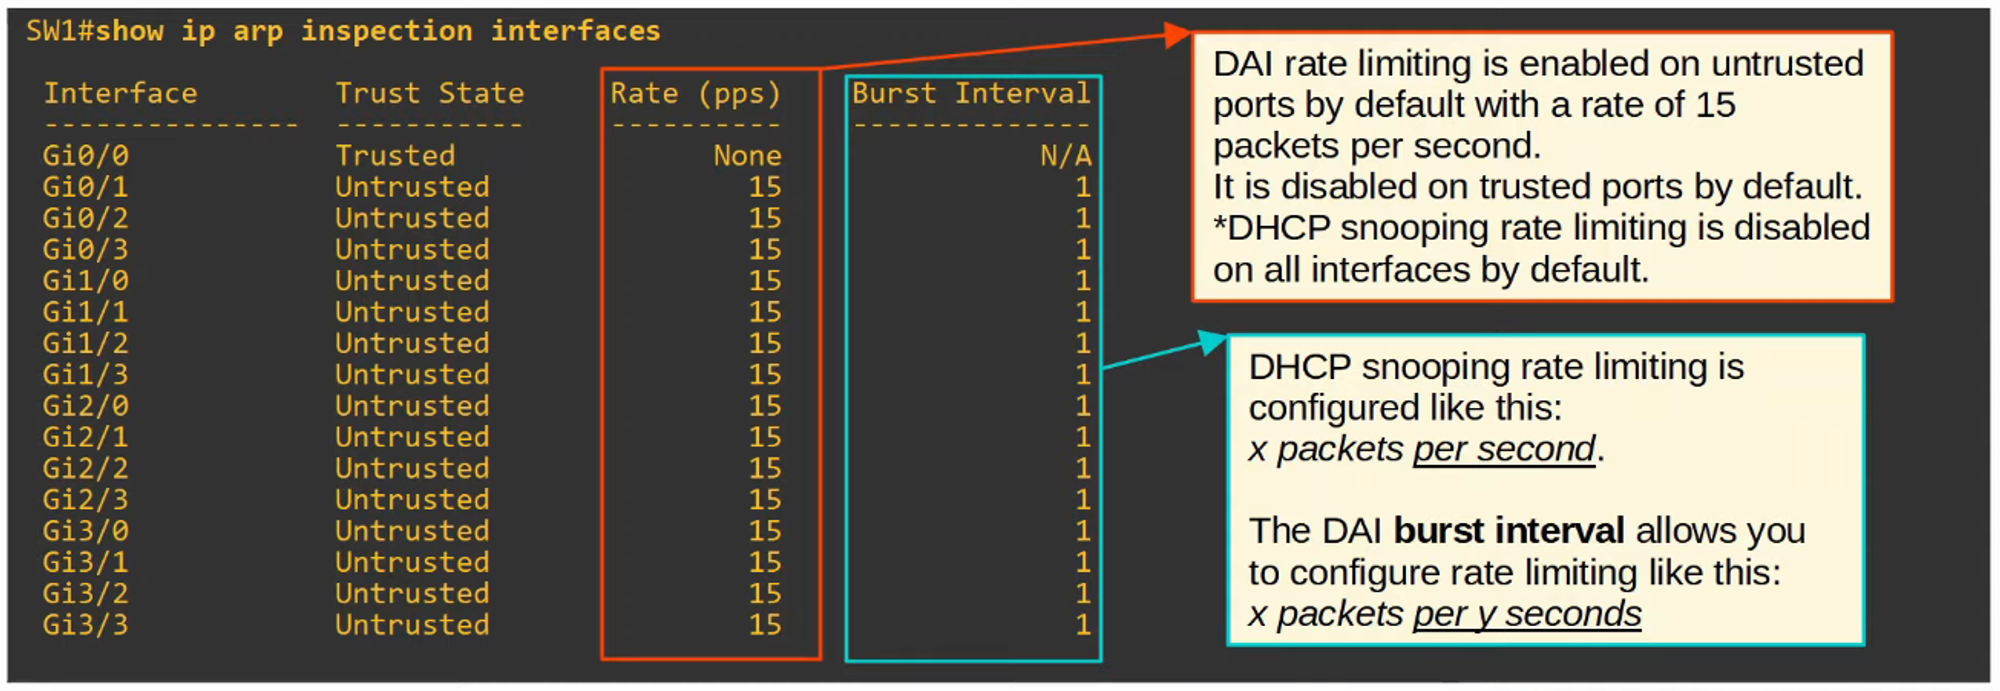 SW1#show ip arp inspection interfaces
Interface Trust State Rate (pps) Burst Interval
--------------- ----------- ---------- --------------
Gi0/0 Trusted None N/A
Gi0/1 Untrusted 15 1
Gi0/2 Untrusted 15 1
Gi0/3 Untrusted 15 1
Gi1/0 Untrusted 15 1
Gi1/1 Untrusted 15 1
Gi1/2 Untrusted 15 1
Gi1/3 Untrusted 15 1
Gi2/0 Untrusted 15 1
Gi2/1 Untrusted 15 1
Gi2/2 Untrusted 15 1
Gi2/3 Untrusted 15 1
Gi3/0 Untrusted 15 1
Gi3/1 Untrusted 15 1
Gi3/2 Untrusted 15 1
Gi3/3 Untrusted 15 1
DAI rate limiting is enabled on untrusted
ports by default with a rate of 15
packets per second.
It is disabled on trusted ports by default.
*DHCP snooping rate limiting is disabled
on all interfaces by default.
DHCP snooping rate limiting is
configured like this:
x packets per second.
The DAI burst interval allows you
to configure rate limiting like this:
x packets per y seconds